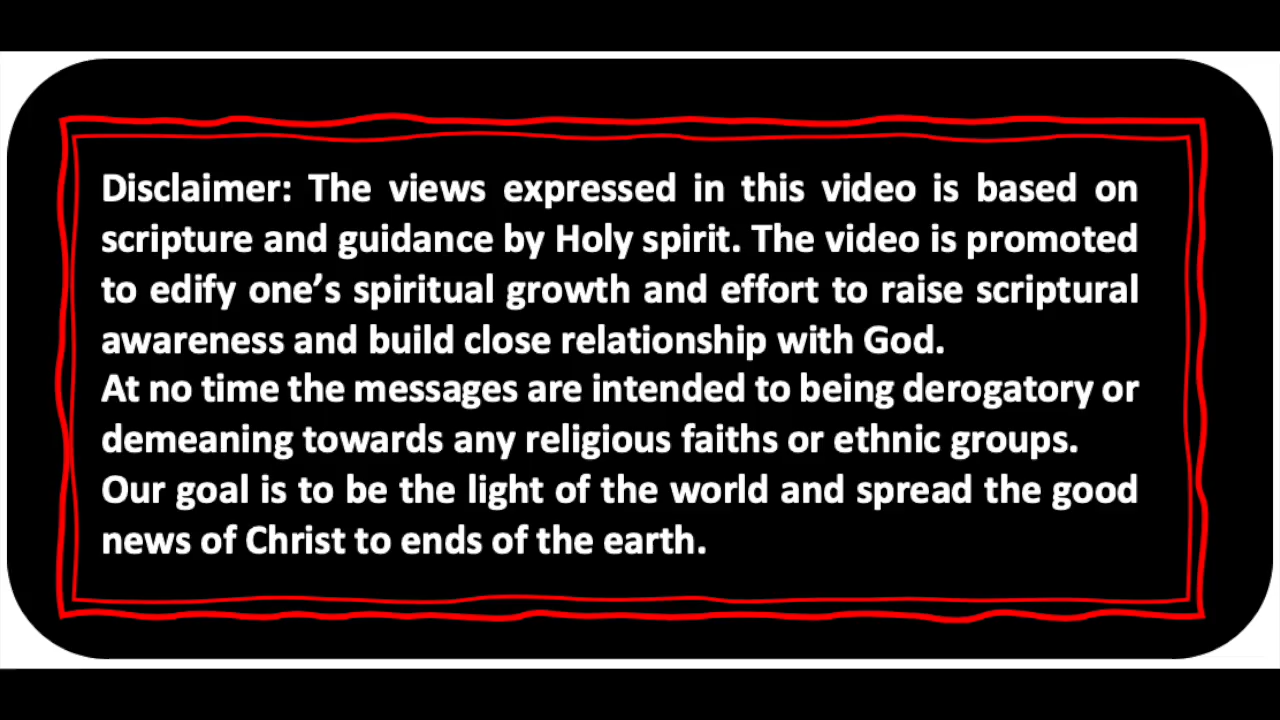 Disclaimer: The views expressed in this video is based on
scripture and guidance by Holy spirit. The video is promoted
to edify one’s spiritual growth and effort to raise scriptural
awareness and build close relationship with God.
At no time the messages are intended to being derogatory or
demeaning towards any religious faiths or ethnic groups.
Our goal is to be the light of the world and spread the good
news of Christ to ends of the earth.